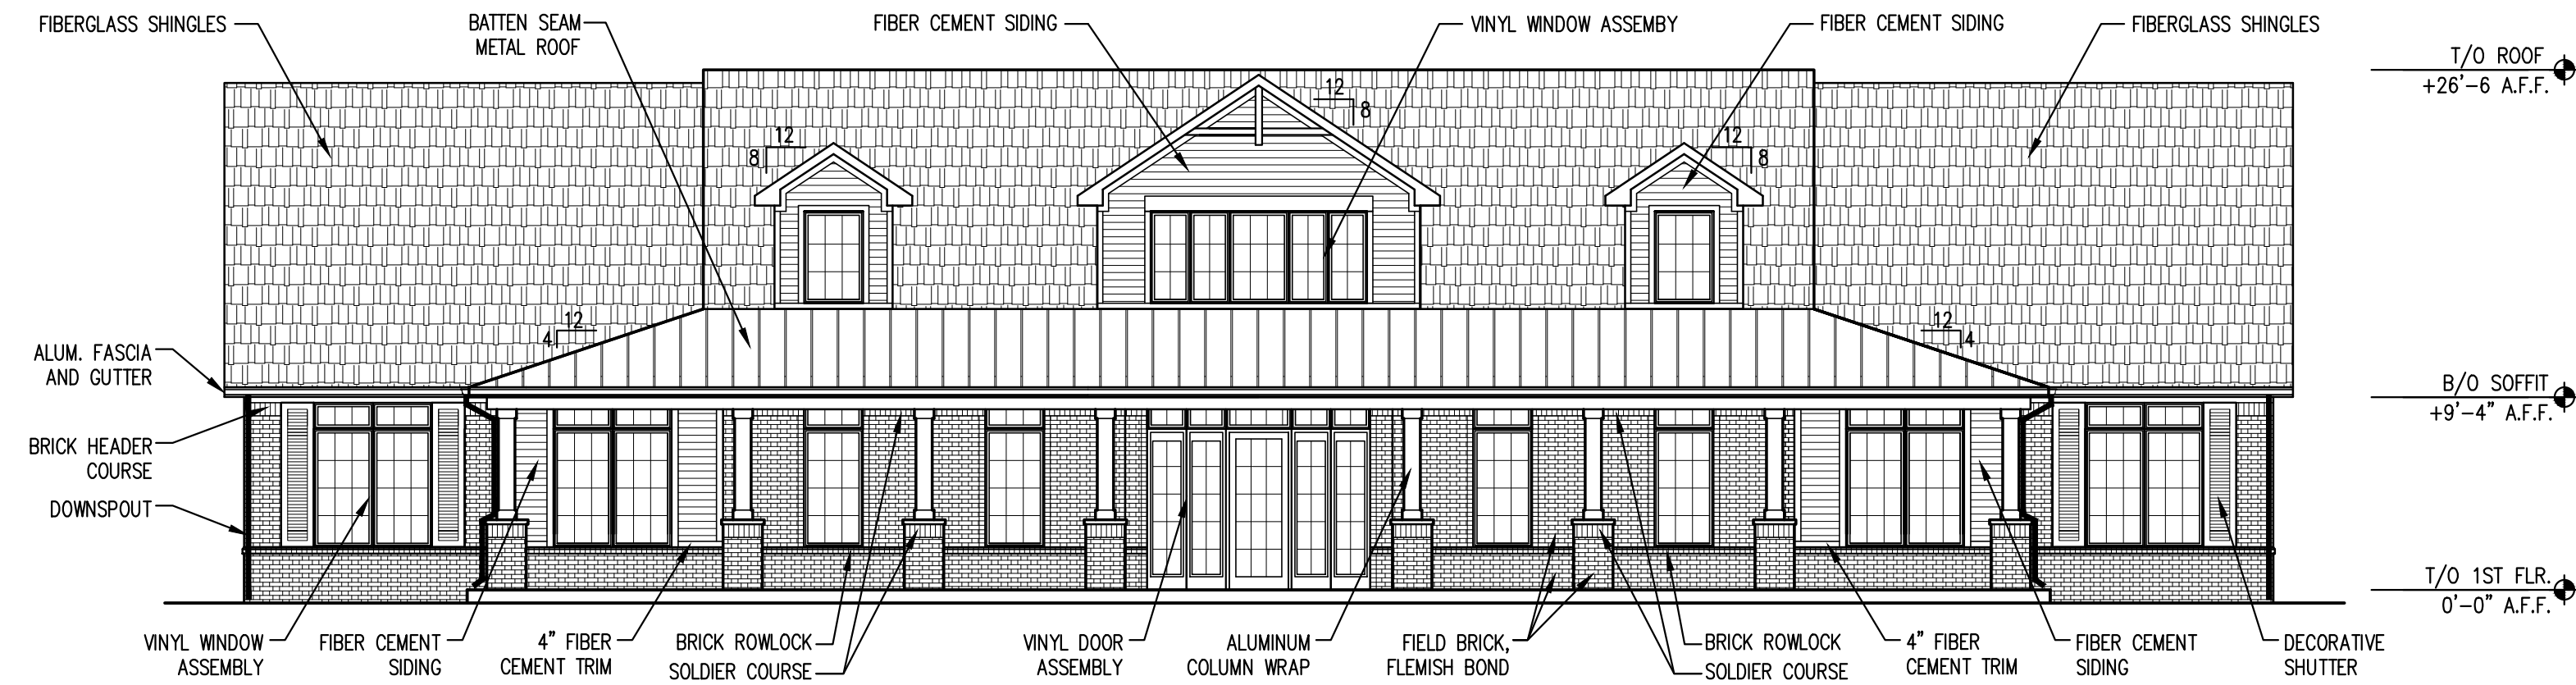 FIBERGLASS SHINGLES
BATTEN SEAM
METAL ROOF
FIBER CEMENT SIDING
VINYL WINDOW ASSEMBY
FIBER CEMENT SIDING
FIBERGLASS SHINGLES
T/O ROOF
+26'-6 A.F.F.
12
8
12
8
12
8
12
4
12
4
ALUM. FASCIA
AND GUTTER
B/O SOFFIT
+9'-4" A.F.F.
BRICK HEADER
COURSE
DOWNSPOUT
T/O 1ST FLR.
0'-0" A.F.F.
VINYL WINDOW
ASSEMBLY
FIBER CEMENT
SIDING
4" FIBER
CEMENT TRIM
BRICK ROWLOCK
SOLDIER COURSE
VINYL DOOR
ASSEMBLY
ALUMINUM
COLUMN WRAP
FIELD BRICK,
FLEMISH BOND
BRICK ROWLOCK
SOLDIER COURSE
4" FIBER
CEMENT TRIM
FIBER CEMENT
SIDING
DECORATIVE
SHUTTER